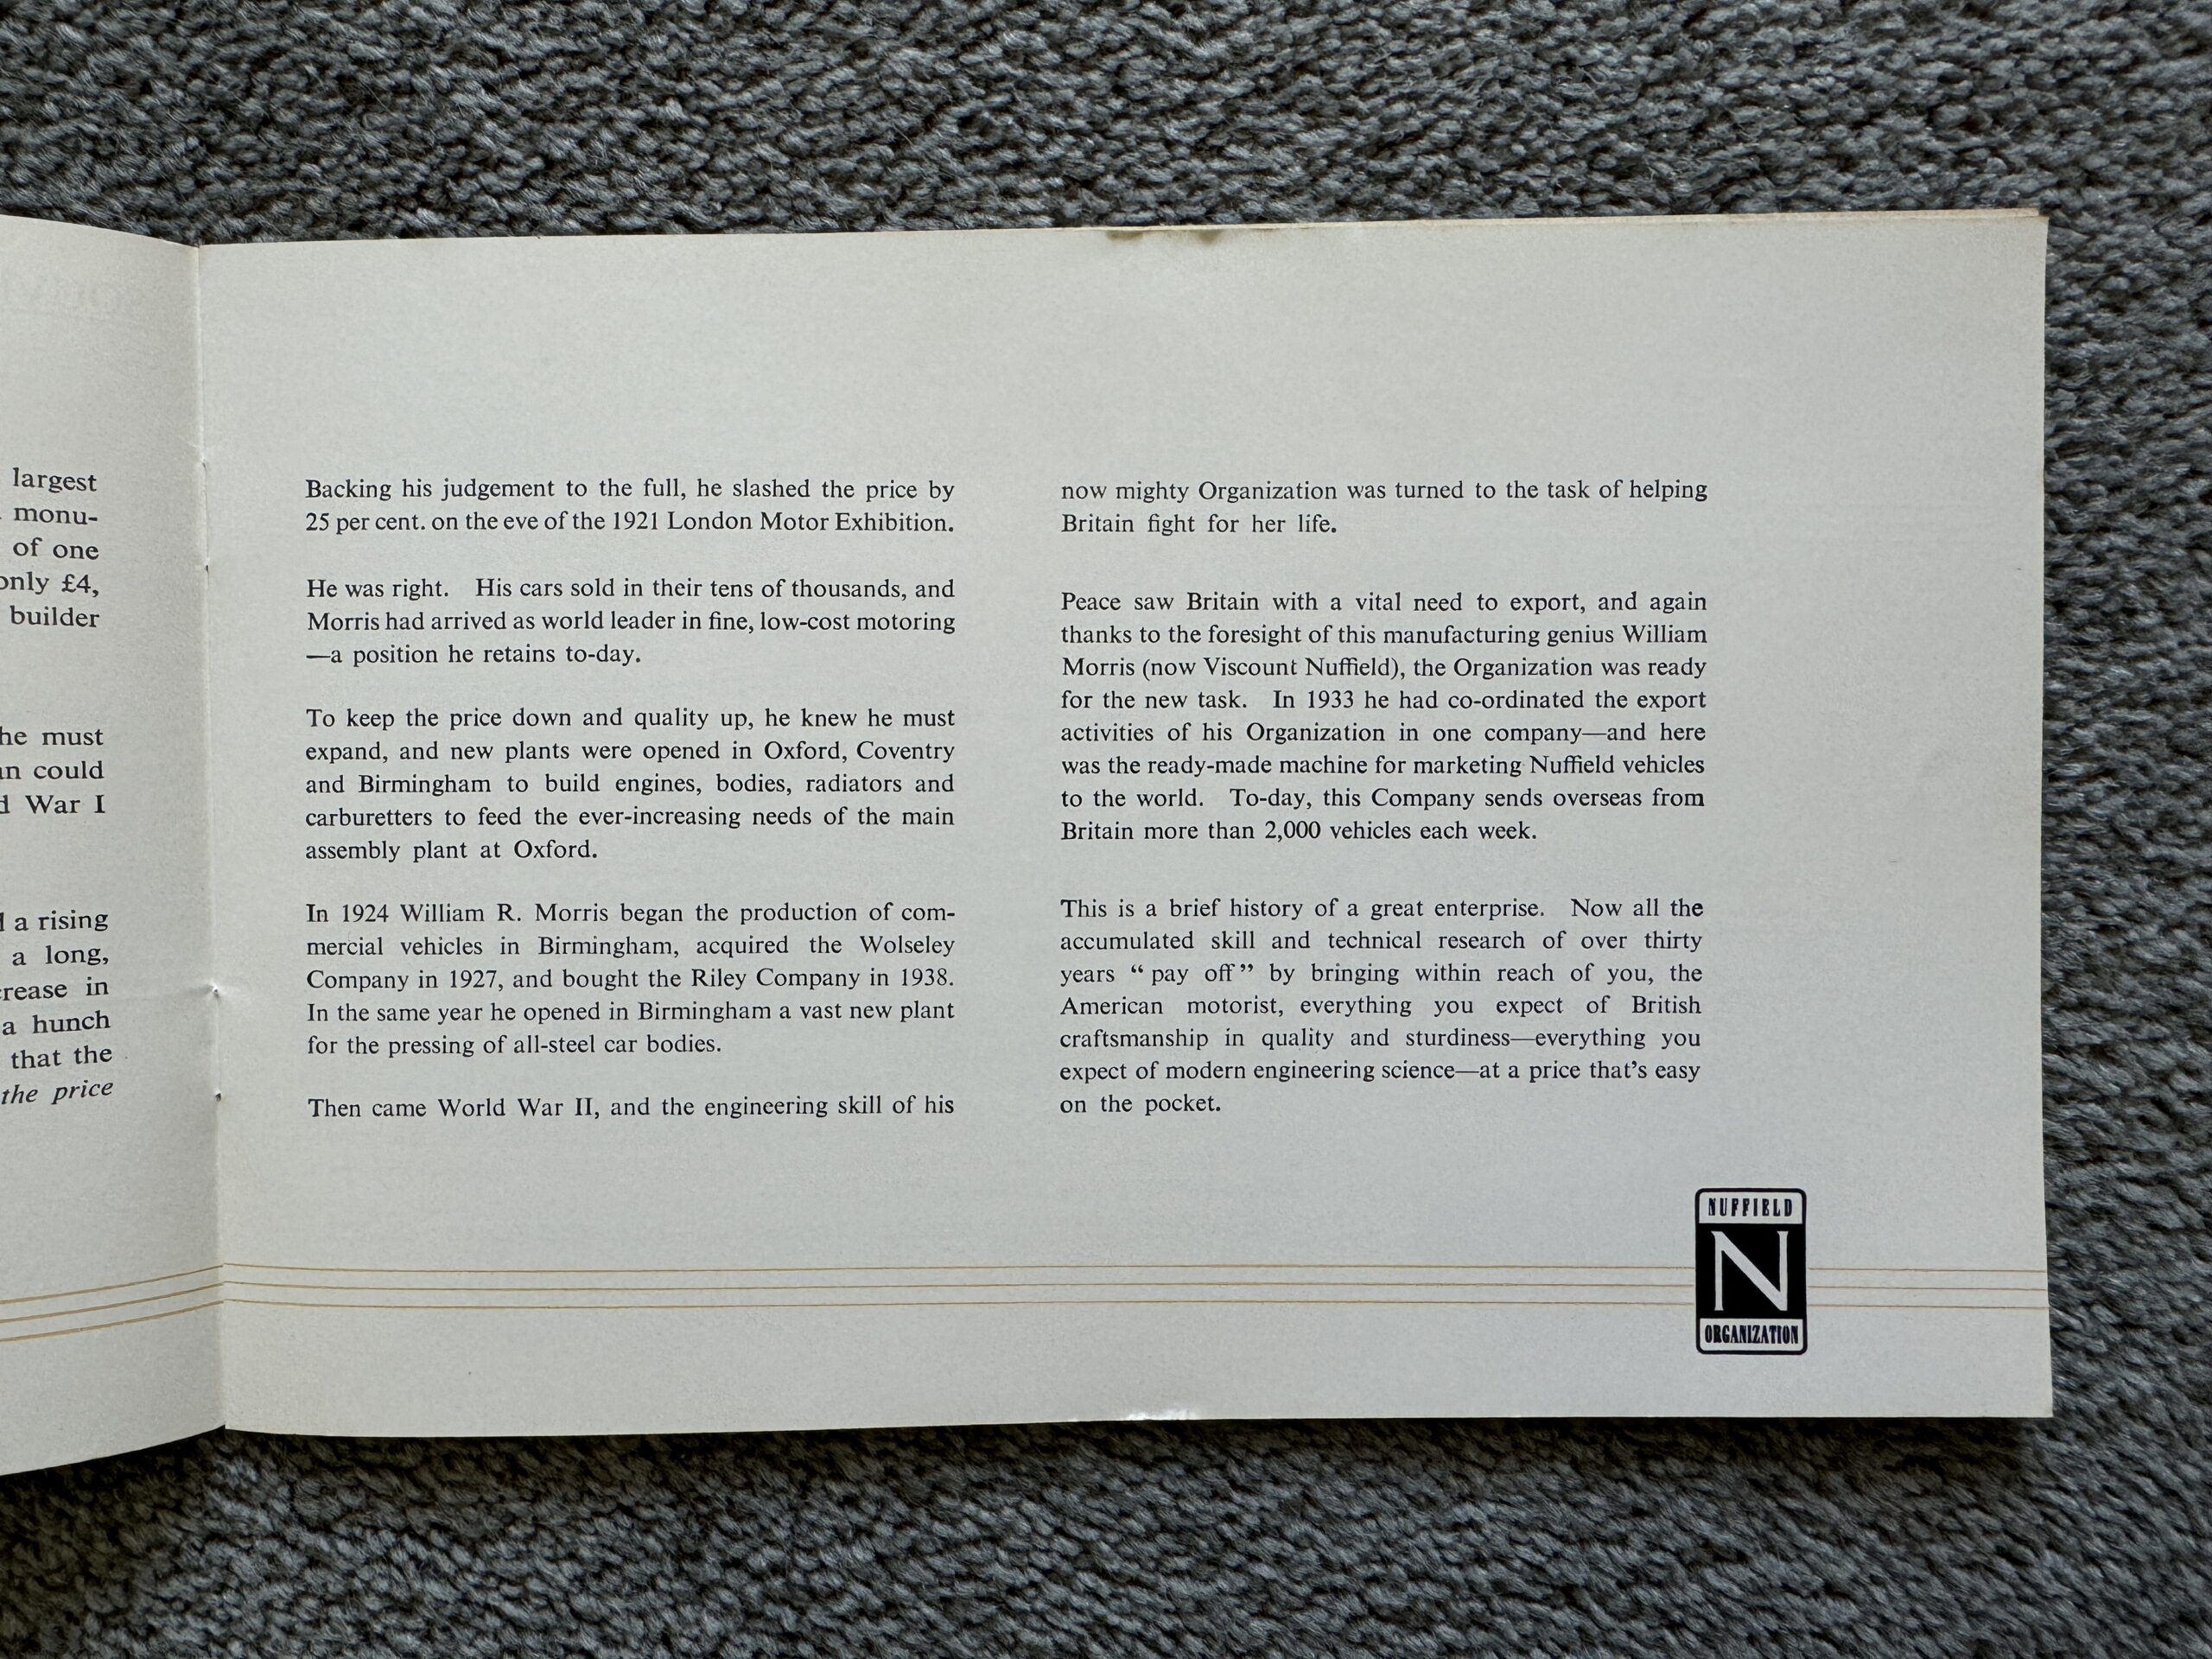 largest
monu-
of one
only £4,
builder
he must
could
War I
a rising
a long,
in
a hunch
that the
the price
Backing his judgement to the full, he slashed the price by
25 per cent. on the eve of the 1921 London Motor Exhibition.
He was right. His cars sold in their tens of thousands, and
Morris had arrived as world leader in fine, low-cost motoring
—a position he retains to-day.
To keep the price down and quality up, he knew he must
expand, and new plants were opened in Oxford, Coventry
and Birmingham to build engines, bodies, radiators and
carburetters to feed the ever-increasing needs of the main
assembly plant at Oxford.
In 1924 William R. Morris began the production of com-
mercial vehicles in Birmingham, acquired the Wolseley
Company in 1927, and bought the Riley Company in 1938.
In the same year he opened in Birmingham a vast new plant
for the pressing of all-steel car bodies.
Then came World War II, and the engineering skill of his
now mighty Organization was turned to the task of helping
Britain fight for her life.
Peace saw Britain with a vital need to export, and again
thanks to the foresight of this manufacturing genius William
Morris (now Viscount Nuffield), the Organization was ready
for the new task. In 1933 he had co-ordinated the export
activities of his Organization in one company—and here
was the ready-made machine for marketing Nuffield vehicles
to the world. To-day, this Company sends overseas from
Britain more than 2,000 vehicles each week.
This is a brief history of a great enterprise. Now all the
accumulated skill and technical research of over thirty
years “ pay off ” by bringing within reach of you, the
American motorist, everything you expect of British
craftsmanship in quality and sturdiness—everything you
expect of modern engineering science—at a price that’s easy
on the pocket.
NUFFIELD
N
ORGANIZATION